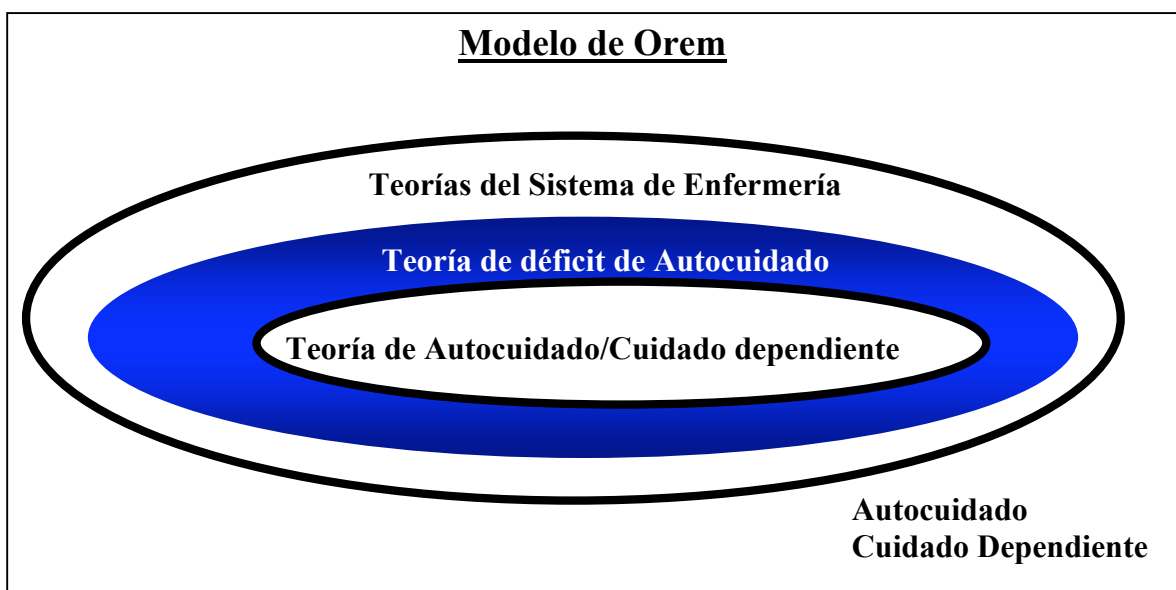 Modelo de Orem
Teorías del Sistema de Enfermería
Teoría de déficit de Autocuidado
Teoría de Autocuidado/Cuidado dependiente
Autocuidado
Cuidado Dependiente